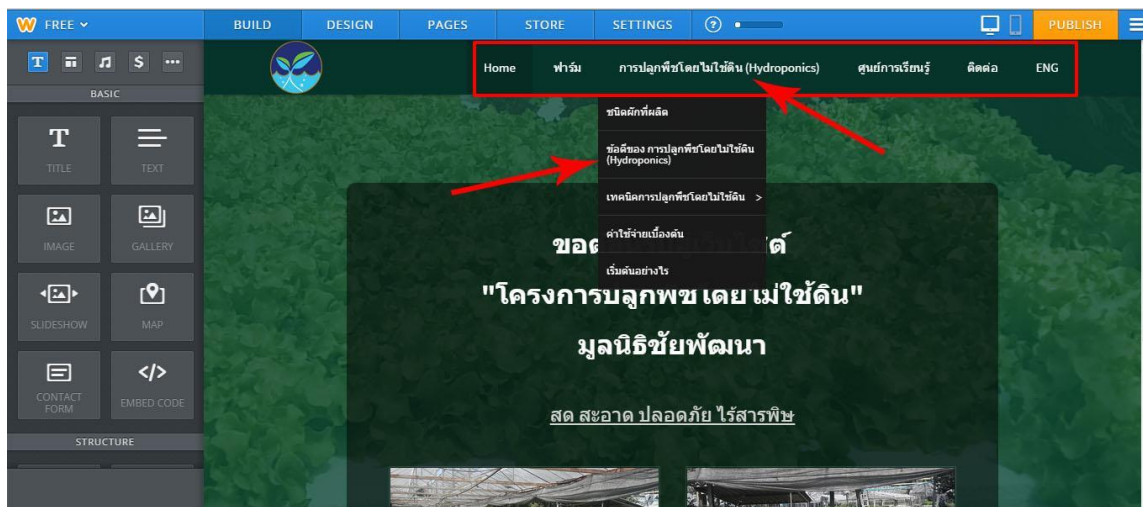 FREE BUILD DESIGN PAGES STORE SETTINGS ? PUBLISH
T $
Home ฟาร์ม การปลูกพืชโดยไม่ใช้ดิน (Hydroponics) ศูนย์การเรียนรู้ ติดต่อ ENG
BASIC
T
TITLE TEXT
IMAGE GALLERY
SLIDESHOW MAP
</>
CONTACT
FORM
EMBED CODE
STRUCTURE
ชนิดผักที่ผลิต
ข้อดีของ การปลูกพืชโดยไม่ใช้ดิน
(Hydroponics)
เทคนิคการปลูกพืชโดยไม่ใช้ดิน >
ค่าใช้จ่ายเบื้องต้น
เริ่มต้นอย่างไร
"โครงการปลูกพืชโดยไม่ใช้ดิน"
มูลนิธิชัยพัฒนา
สด สะอาด ปลอดภัย ไร้สารพิษ